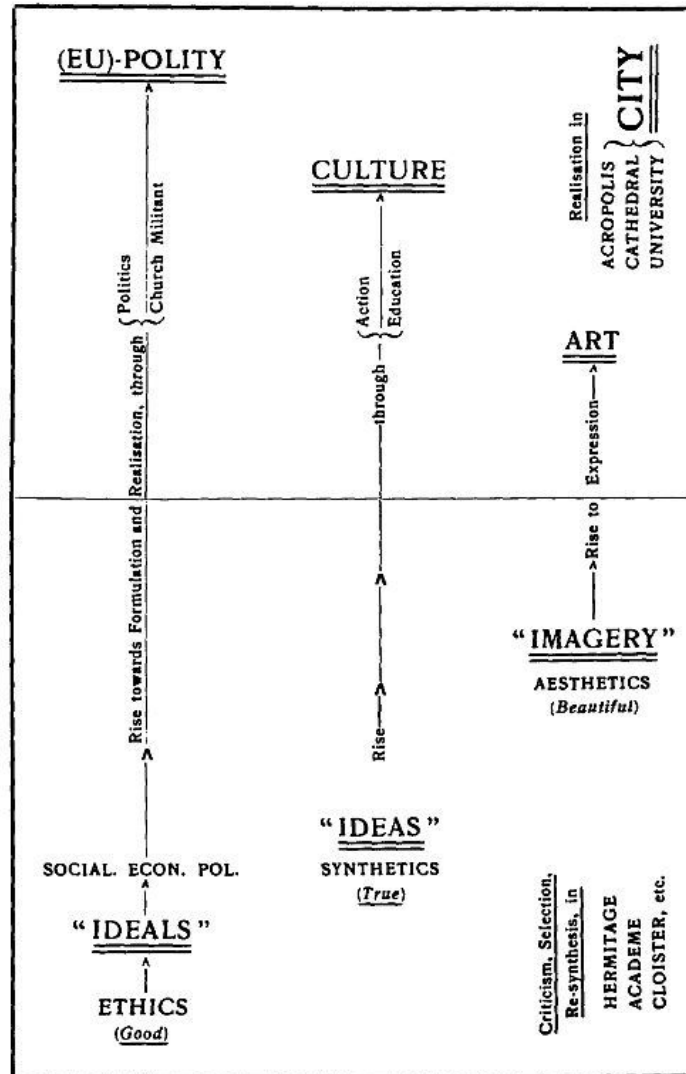 (EU)-POLITY
Politics
Church Militant
Rise towards Formulation and Realisation, through
SOCIAL. ECON. POL.
“IDEALS”
ETHICS
(Good)
CULTURE
Action
Education
through
Rise
“IDEAS”
SYNTHETICS
(True)
CITY
Realisation in
ACROPOLIS
CATHEDRAL
UNIVERSITY
ART
Rise to Expression
“IMAGERY”
AESTHETICS
(Beautiful)
Criticism, Selection,
Re-synthesis, in
HERMITAGE
ACADEME
CLOISTER, etc.